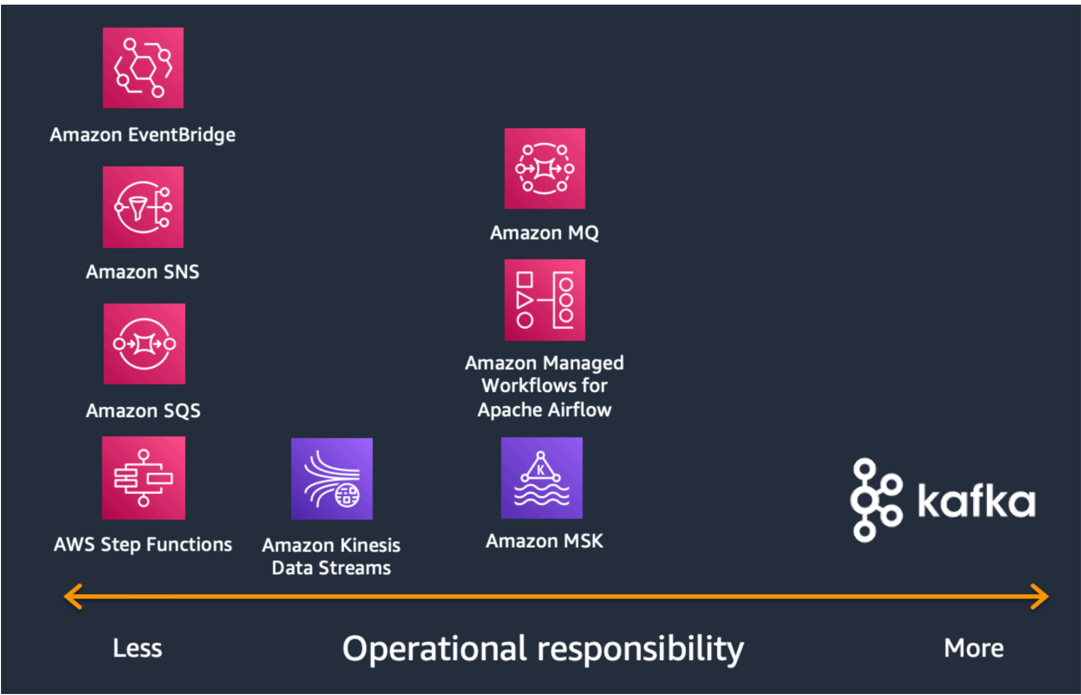 Amazon EventBridge
Amazon SNS
Amazon SQS
AWS Step Functions
Amazon Kinesis
Data Streams
Amazon MQ
Amazon Managed
Workflows for
Apache Airflow
K
Amazon MSK
kafka
Less
Operational responsibility
More